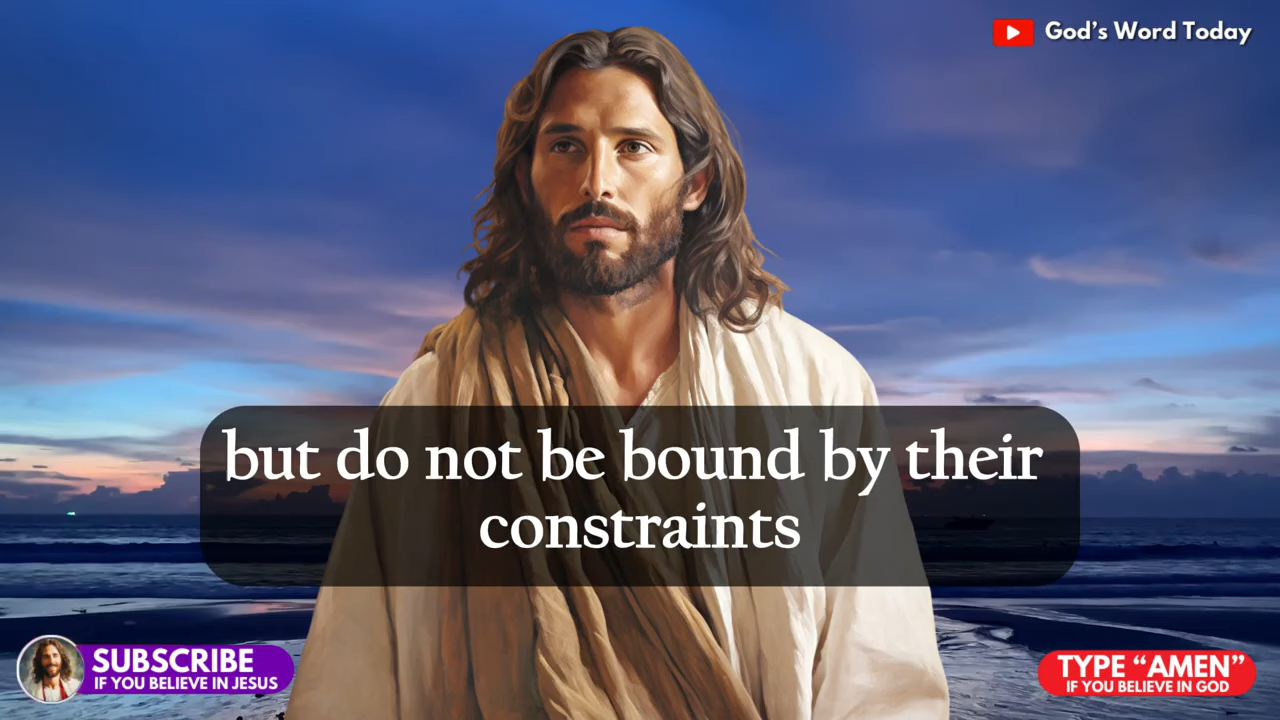 God's Word Today
but do not be bound by their
constraints
SUBSCRIBE
IF YOU BELIEVE IN JESUS
TYPE “AMEN”
IF YOU BELIEVE IN GOD